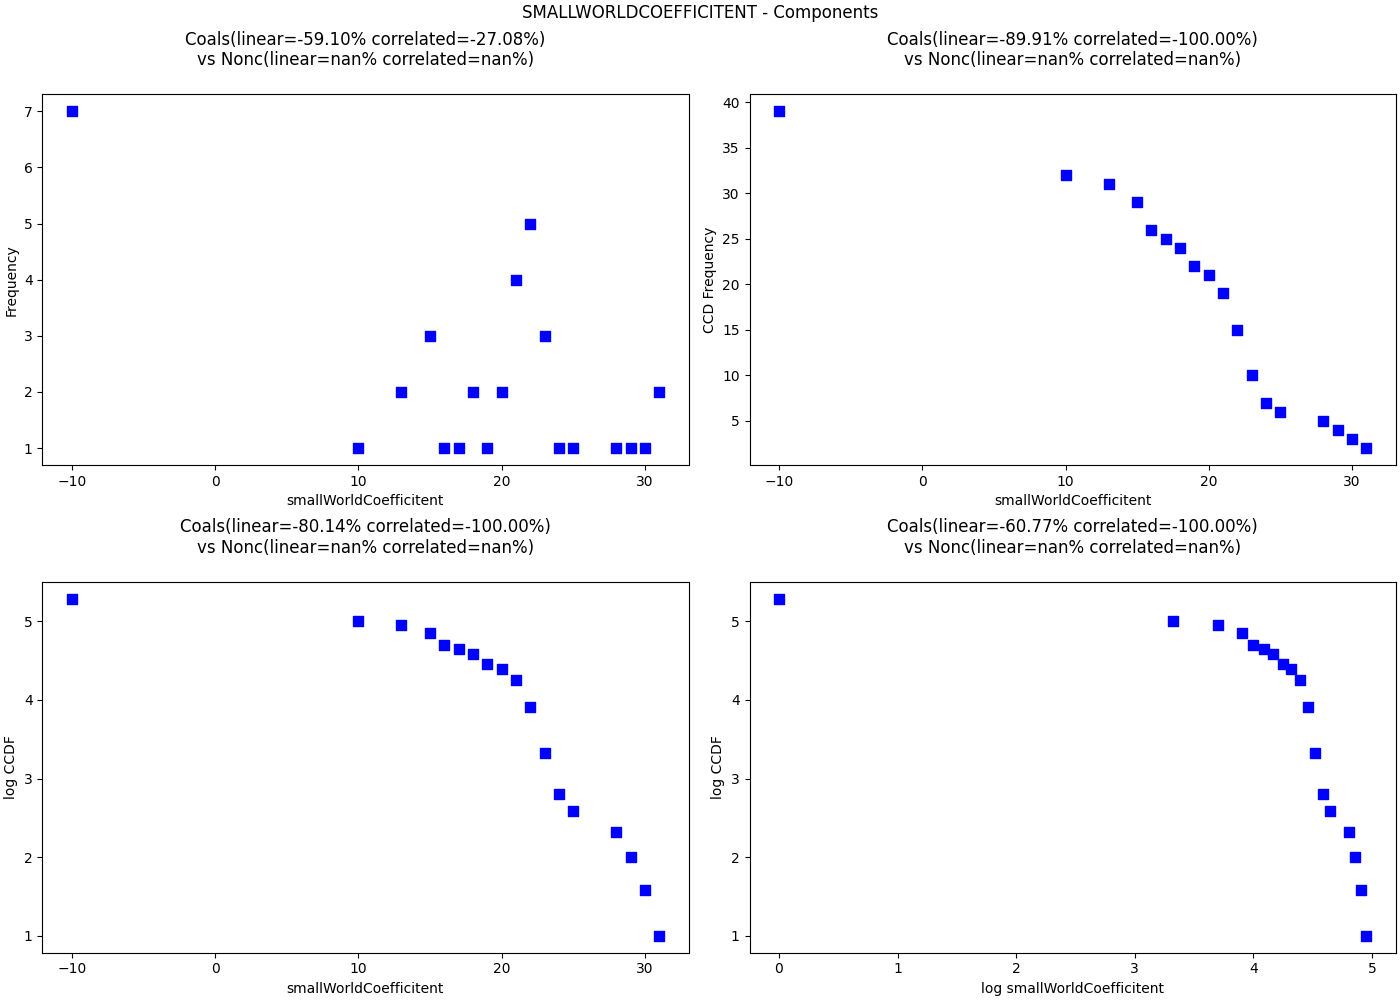 SMALLWORLDCOEFFICITENT - Components
Coals(linear=-59.10% correlated=-27.08%)
vs Nonc(linear=nan% correlated=nan%)
7
6
5
4
3
2
1
Frequency
−10 0 10 20 30
smallWorldCoefficitent
Coals(linear=-89.91% correlated=-100.00%)
vs Nonc(linear=nan% correlated=nan%)
40
35
30
25
20
15
10
5
CCD Frequency
−10 0 10 20 30
smallWorldCoefficitent
Coals(linear=-80.14% correlated=-100.00%)
vs Nonc(linear=nan% correlated=nan%)
5
4
3
2
1
log CCDF
−10 0 10 20 30
smallWorldCoefficitent
Coals(linear=-60.77% correlated=-100.00%)
vs Nonc(linear=nan% correlated=nan%)
5
4
3
2
1
log CCDF
0 1 2 3 4 5
log smallWorldCoefficitent